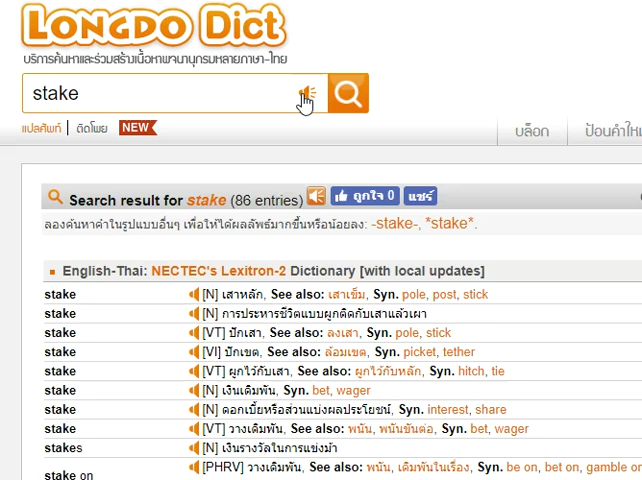 LONGDO Dict
บริการค้นหาและร่วมสร้างเนื้อหาพจนานุกรมหลายภาษา-ไทย
stake
แปลศัพท์ | ติดโผย NEW
บล็อก ป้อนคำใหม
Search result for stake (86 entries) ถูกใจ 0 แชร์
ลองค้นหาคำในรูปแบบอื่นๆ เพื่อให้ได้ผลลัพธ์มากขึ้นหรือน้อยลง: -stake-, *stake*.
English-Thai: NECTEC's Lexitron-2 Dictionary [with local updates]
stake [N] เสาหลัก, See also: เสาเข็ม, Syn. pole, post, stick
stake [N] การประหารชีวิตแบบผูกติดกับเสาแล้วเผา
stake [VT] ปักเสา, See also: ลงเสา, Syn. pole, stick
stake [VI] ปักเขต, See also: ล้อมเขต, Syn. picket, tether
stake [VT] ผูกไว้กับเสา, See also: ผูกไว้กับหลัก, Syn. hitch, tie
stake [N] เงินเดิมพัน, Syn. bet, wager
stake [N] ดอกเบี้ยหรือส่วนแบ่งผลประโยชน์, Syn. interest, share
stake [VT] วางเดิมพัน, See also: พนัน, พนันขันต่อ, Syn. bet, wager
stakes [N] เงินรางวัลในการแข่งม้า
stake on [PHRV] วางเดิมพัน, See also: พนัน, เดิมพันในเรื่อง, Syn. be on, bet on, gamble on